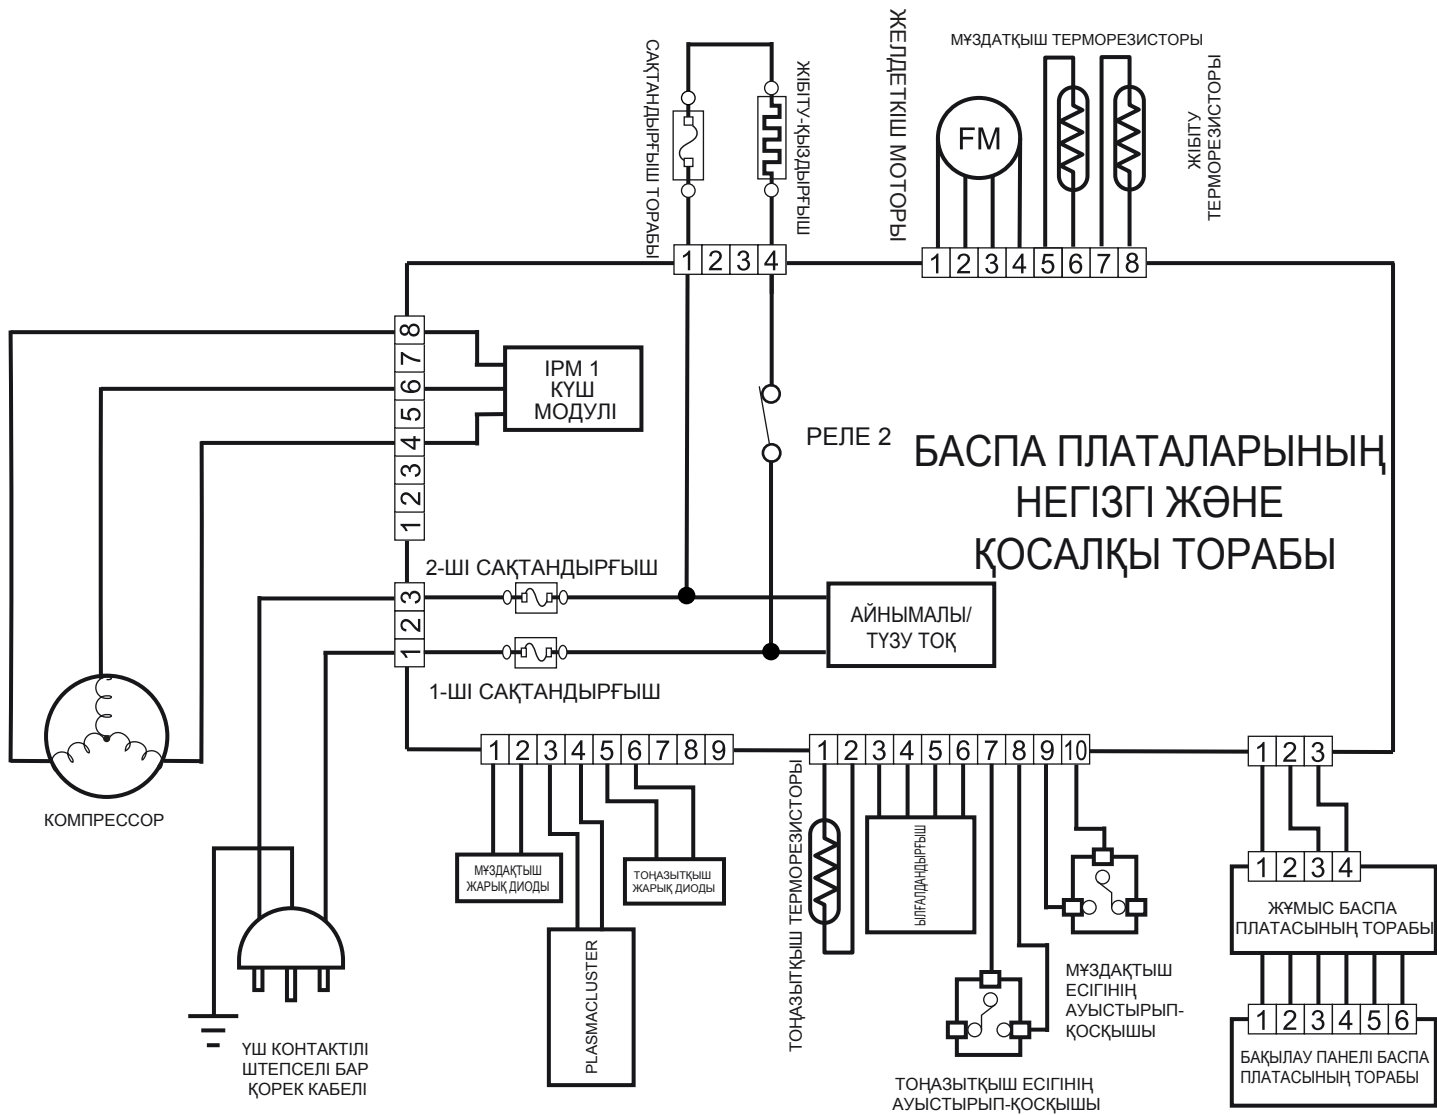 САҚТАНДЫРҒЫШ ТОРАБЫ
ЖІБІТУ-ҚЫЗДЫРҒЫШ
ЖЕЛДЕТКІШ МОТОРЫ
МҰЗДАТҚЫШ ТЕРМОРЕЗИСТОРЫ
ЖІБІТУ
ТЕРМОРЕЗИСТОРЫ
FM
1 2 3 4
1 2 3 4 5 6 7 8
8
7
6
5
4
3
2
1
IPM 1
КҮШ
МОДУЛІ
РЕЛЕ 2
БАСПА ПЛАТАЛАРЫНЫҢ
НЕГІЗГІ ЖӘНЕ
ҚОСАЛҚЫ ТОРАБЫ
2-ШІ САҚТАНДЫРҒЫШ
3
2
1
АЙНЫМАЛЫ/
ТҮЗУ ТОҚ
1-ШІ САҚТАНДЫРҒЫШ
КОМПРЕССОР
1 2 3 4 5 6 7 8 9
1 2 3 4 5 6 7 8 9 10
1 2 3
МҰЗДАҚТЫШ
ЖАРЫҚ ДИОДЫ
ТОҢАЗЫТҚЫШ
ЖАРЫҚ ДИОДЫ
PLASMACLUSTER
ТОҢАЗЫТҚЫШ ТЕРМОРЕЗИСТОРЫ
ЫЛҒАЛДАНДЫРҒЫШ
1 2 3 4
ЖҰМЫС БАСПА
ПЛАТАСЫНЫҢ ТОРАБЫ
МҰЗДАҚТЫШ
ЕСІГІНІҢ
АУЫСТЫРЫП-
ҚОСҚЫШЫ
1 2 3 4 5 6
БАҚЫЛАУ ПАНЕЛІ БАСПА
ПЛАТАСЫНЫҢ ТОРАБЫ
ҮШ КОНТАКТІЛІ
ШТЕПСЕЛІ БАР
ҚОРЕК КАБЕЛІ
ТОҢАЗЫТҚЫШ ЕСІГІНІҢ
АУЫСТЫРЫП-ҚОСҚЫШЫ